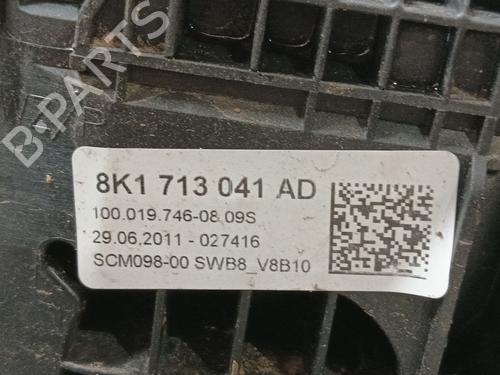 B-PARTS
8K1 713 041 AD
100.019.746-08 09S
29.06.2011 - 027416
SCM098-00 SWB8_V8B10